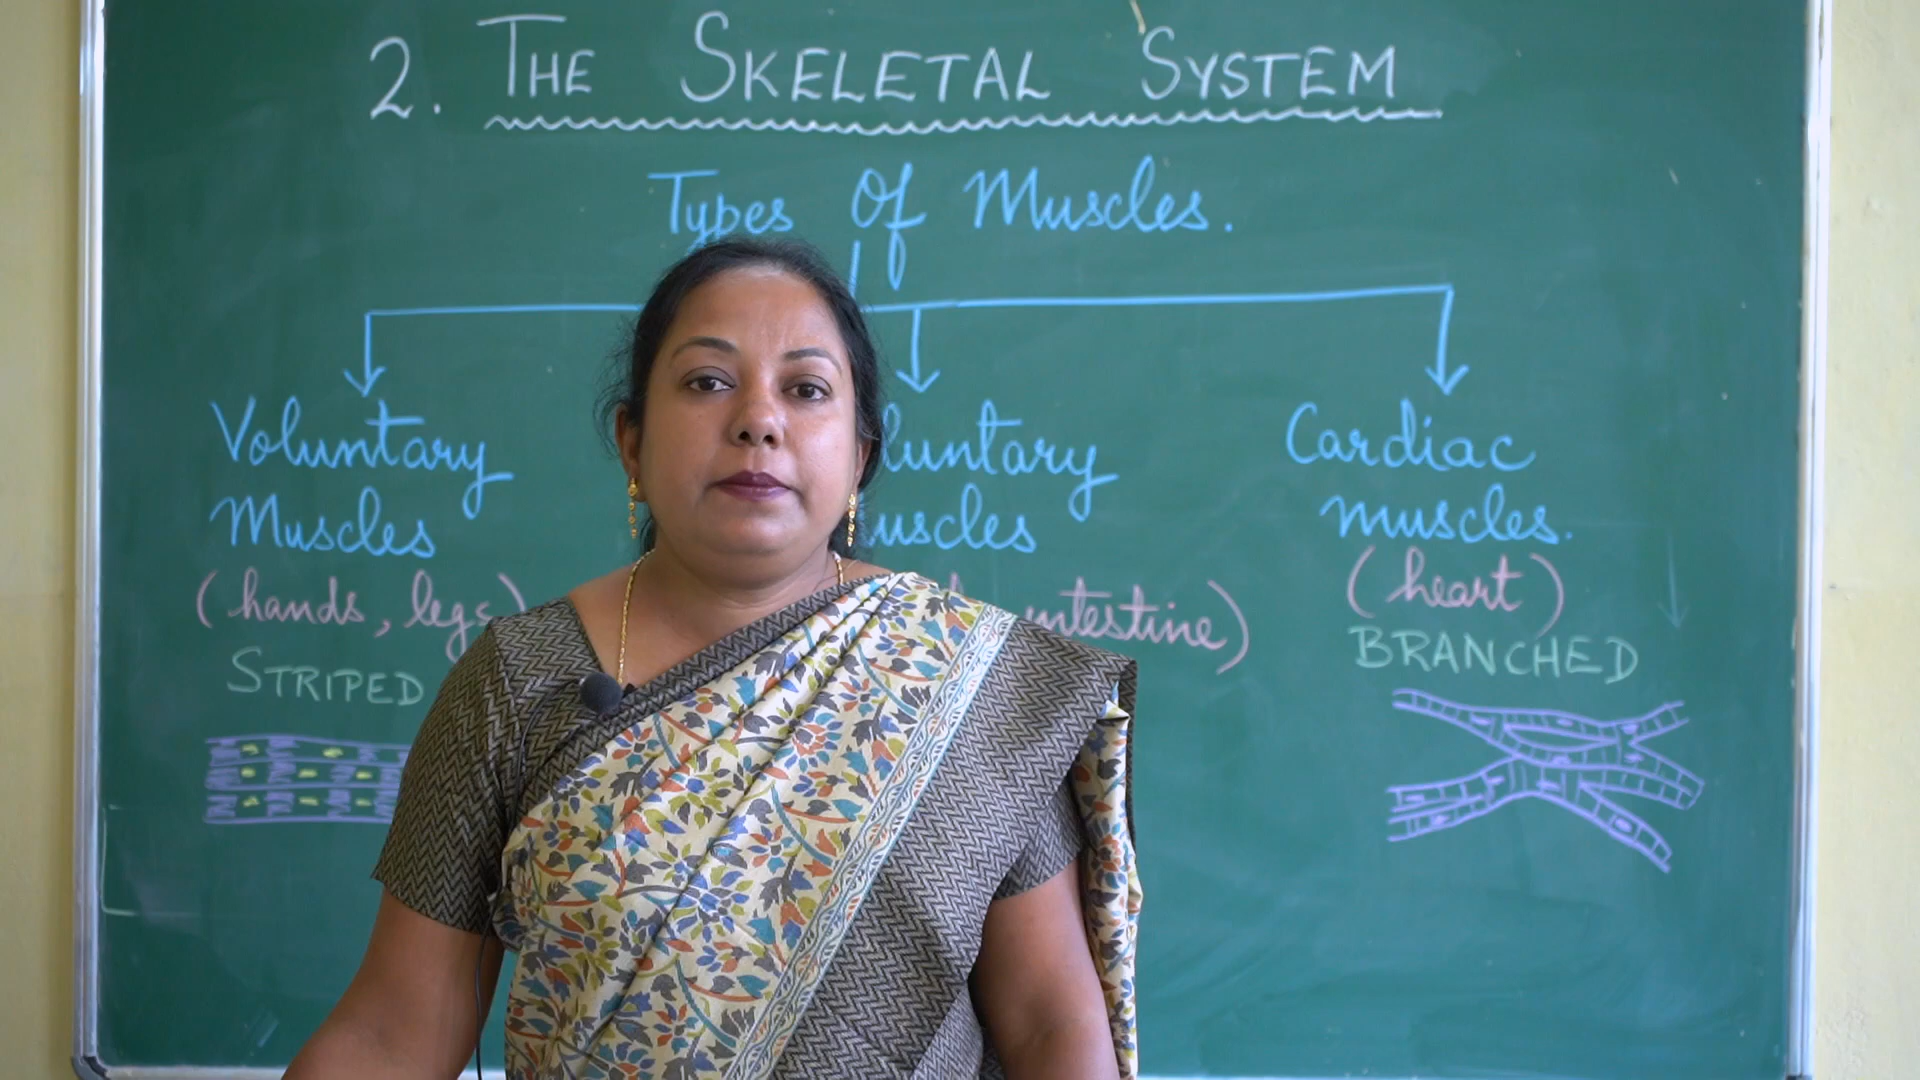 2. THE SKELETAL SYSTEM
Types Of Muscles.
Voluntary
Muscles
(hands, legs)
STRIPED
luntary
uscles
intestine)
Cardiac
muscles.
(heart)
BRANCHED